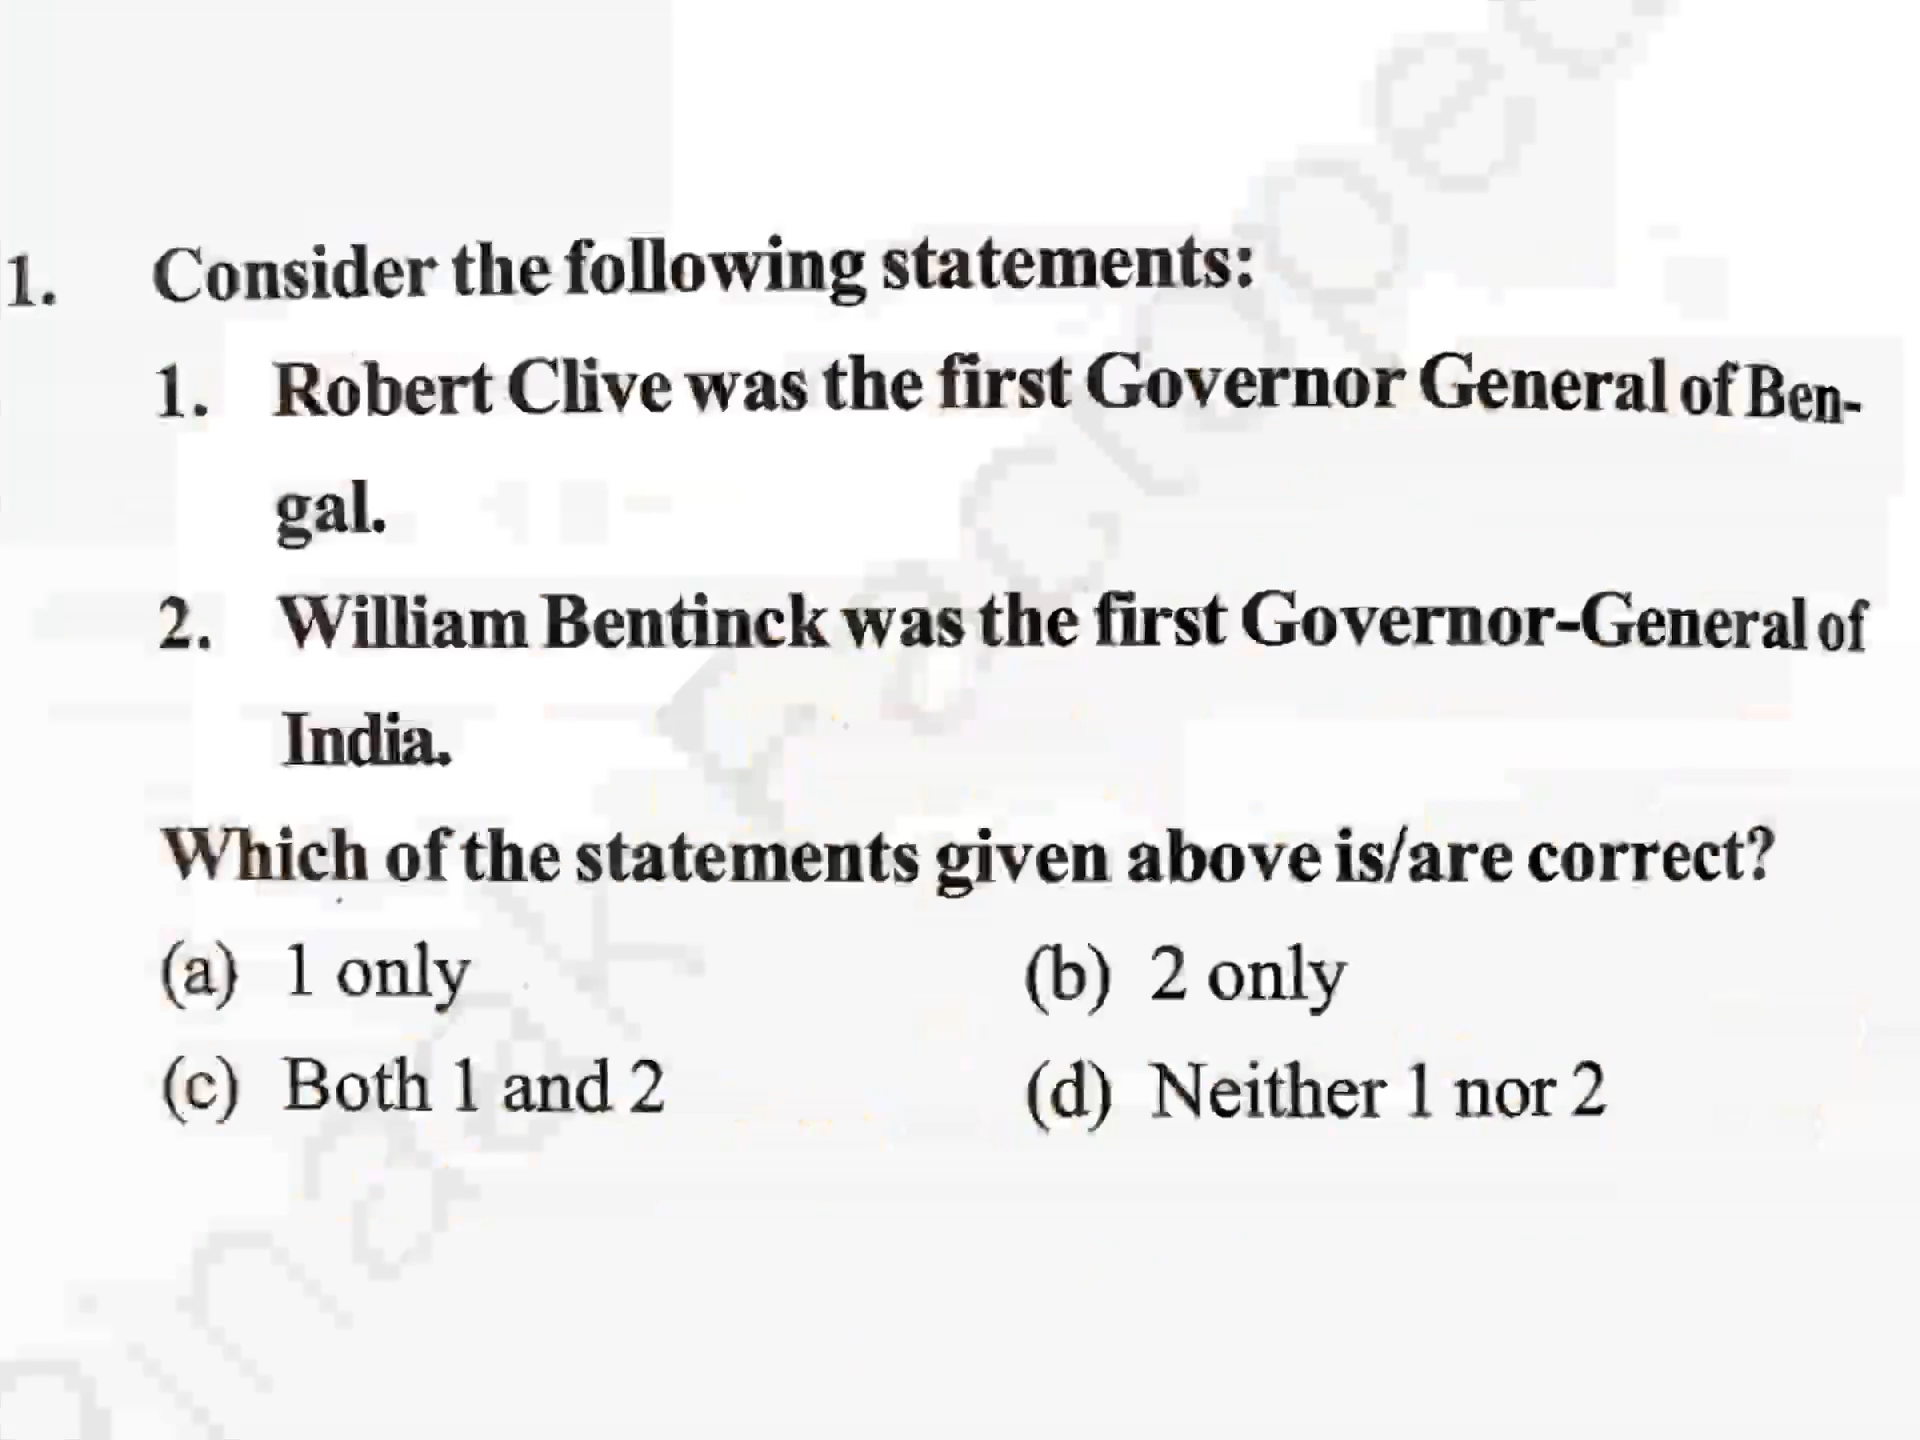 1. Consider the following statements:
1. Robert Clive was the first Governor General of Ben-
gal.
2. William Bentinck was the first Governor-General of
India.
Which of the statements given above is/are correct?
(a) 1 only (b) 2 only
(c) Both 1 and 2 (d) Neither 1 nor 2